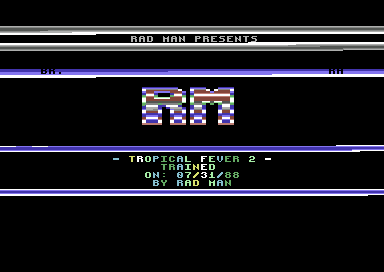 RAD MAN PRESENTS
RM
- TROPICAL FEVER 2 -
TRAINED
ON: 07/31/88
BY RAD MAN